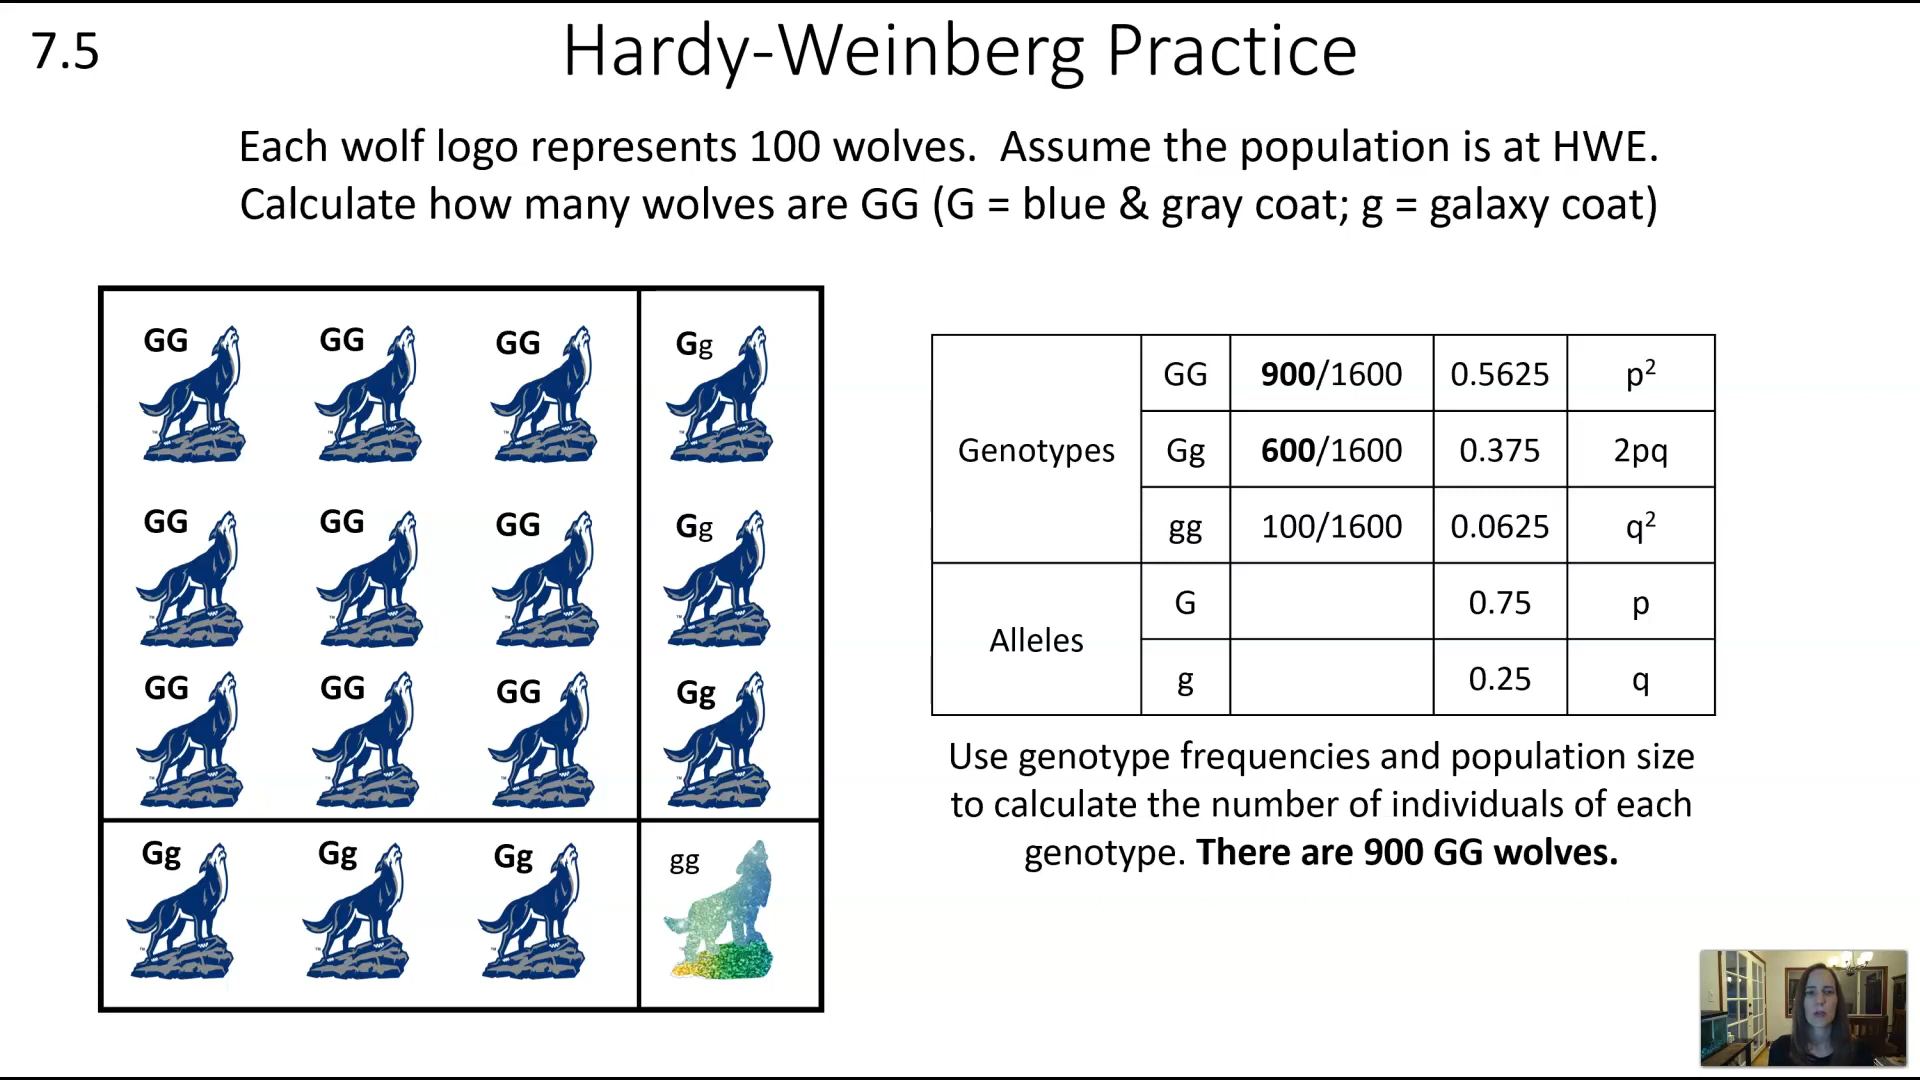 7.5
Hardy-Weinberg Practice
Each wolf logo represents 100 wolves.  Assume the population is at HWE.
Calculate how many wolves are GG (G = blue & gray coat; g = galaxy coat)
GG GG GG Gg
GG GG GG Gg
GG GG GG Gg
Gg Gg Gg gg
Genotypes
GG 900/1600 0.5625 p²
Gg 600/1600 0.375 2pq
gg 100/1600 0.0625 q²
Alleles
G 0.75 p
g 0.25 q
Use genotype frequencies and population size
to calculate the number of individuals of each
genotype. There are 900 GG wolves.